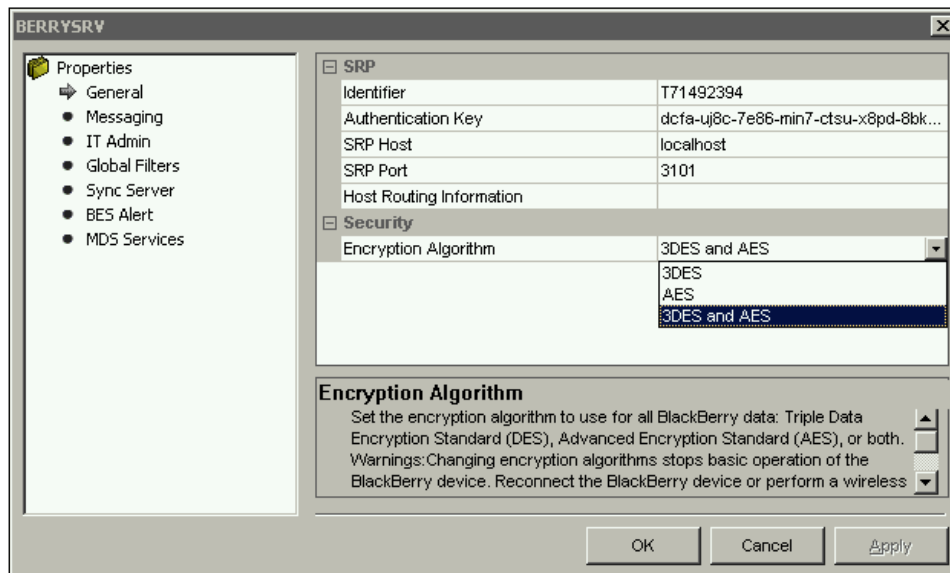 BERRYSRV
Properties
General
Messaging
IT Admin
Global Filters
Sync Server
BES Alert
MDS Services
SRP
Identifier T71492394
Authentication Key dcfa-uj8c-7e86-min7-ctsu-x8pd-8bk...
SRP Host localhost
SRP Port 3101
Host Routing Information
Security
Encryption Algorithm 3DES and AES
3DES
AES
3DES and AES
Encryption Algorithm
Set the encryption algorithm to use for all BlackBerry data: Triple Data
Encryption Standard (DES), Advanced Encryption Standard (AES), or both.
Warnings:Changing encryption algorithms stops basic operation of the
BlackBerry device. Reconnect the BlackBerry device or perform a wireless
OK Cancel Apply